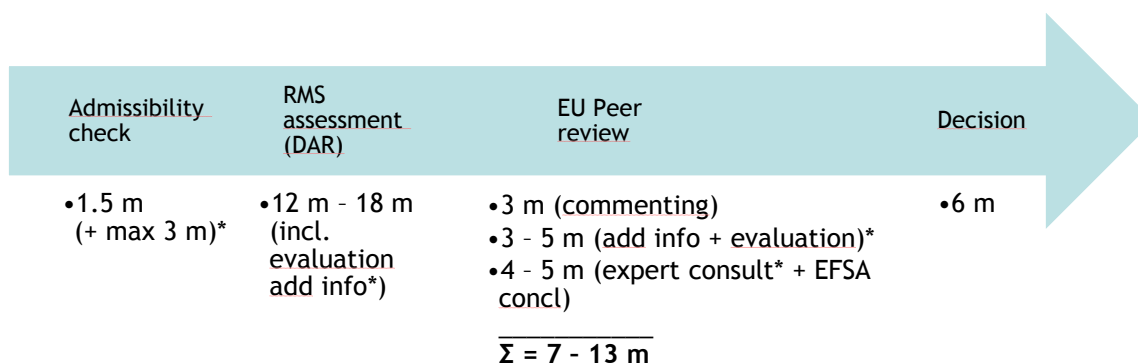 Admissibility
check
RMS
assessment
(DAR)
EU Peer
review
Decision
•1.5 m
(+ max 3 m)*
•12 m – 18 m
(incl.
evaluation
add info*)
•3 m (commenting)
•3 – 5 m (add info + evaluation)*
•4 – 5 m (expert consult* + EFSA
concl)
Σ = 7 – 13 m
•6 m